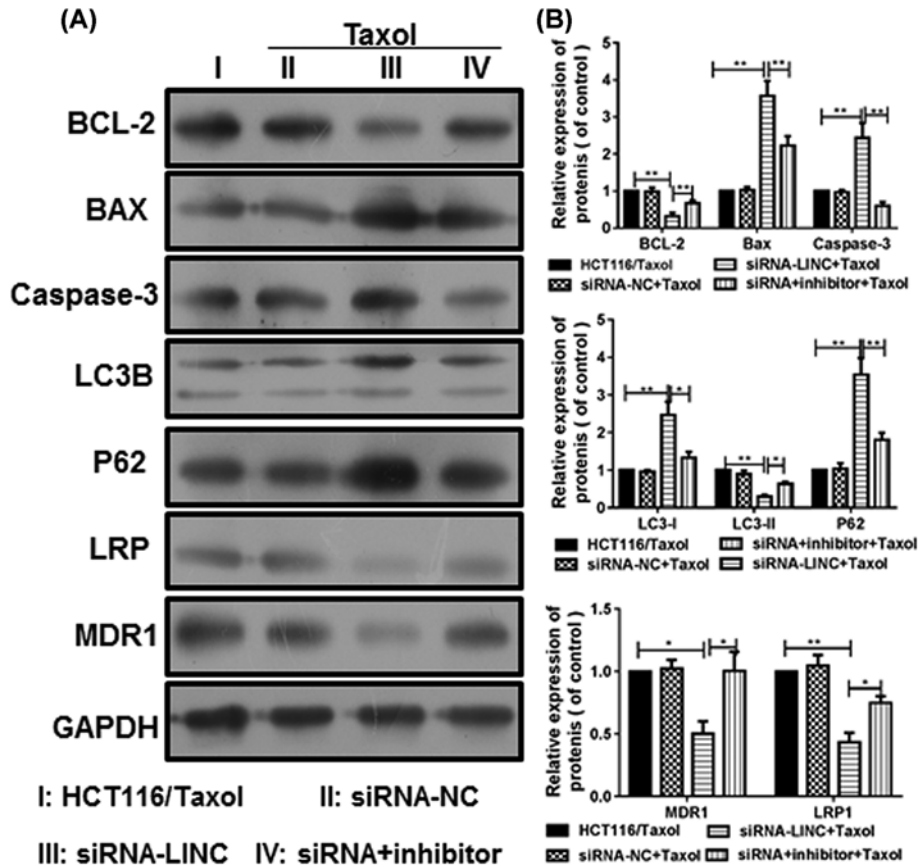 (A)
Taxol
I II III IV
BCL-2
BAX
Caspase-3
LC3B
P62
LRP
MDR1
GAPDH
I: HCT116/Taxol II: siRNA-NC
III: siRNA-LINC IV: siRNA+inhibitor
(B)
Relative expression of
protenis ( of control )
5
4
3
2
1
0
** ** ** ** ** **
BCL-2 Bax Caspase-3
HCT116/Taxol siRNA-LINC+Taxol
siRNA-NC+Taxol siRNA+inhibitor+Taxol
Relative expression of
protenis ( of control )
5
4
3
2
1
0
** * ** * ** **
LC3-I LC3-II P62
HCT116/Taxol siRNA+inhibitor+Taxol
siRNA-NC+Taxol siRNA-LINC+Taxol
Relative expression of
protenis ( of control )
1.5
1.0
0.5
0.0
* * ** *
MDR1 LRP1
HCT116/Taxol siRNA-LINC+Taxol
siRNA-NC+Taxol siRNA+inhibitor+Taxol